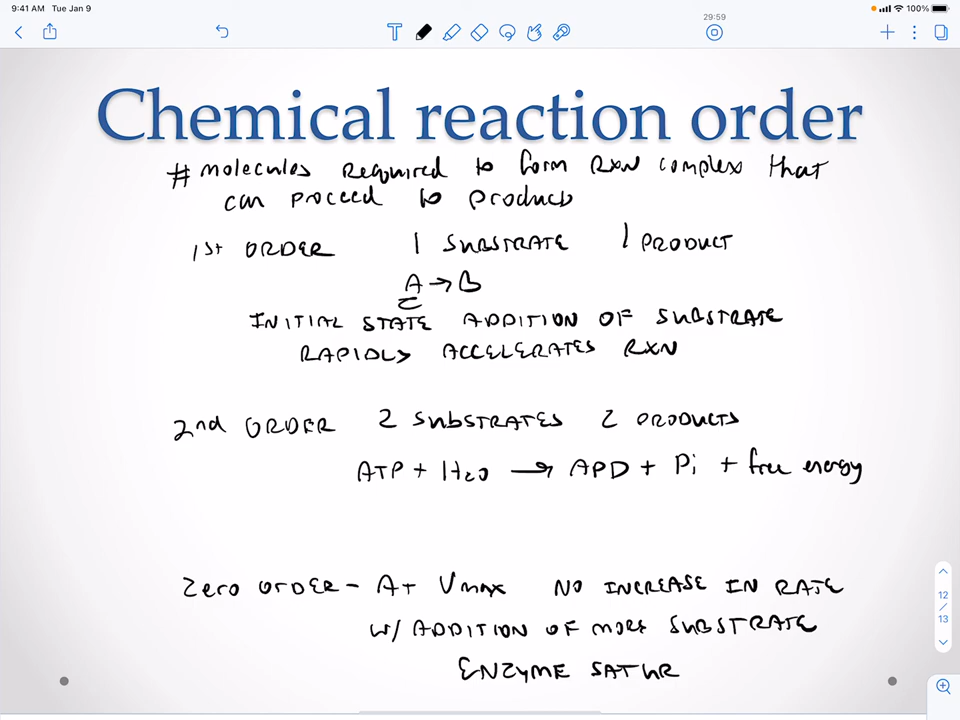 9:41 AM Tue Jan 9
100%
29:59
T
Chemical reaction order
# molecules required to form RXN complex that
can proceed to products
1st ORDER 1 SUBSTRATE 1 PRODUCT
A → B
INITIAL STATE ADDITION OF SUBSTRATE
RAPIDLY ACCELERATES RXN
2nd ORDER 2 SUBSTRATES 2 PRODUCTS
ATP + H2O → APD + Pi + free energy
Zero ORDER - AT Vmax NO INCREASE IN RATE
W/ ADDITION OF MORE SUBSTRATE
ENZYME SATUR
12
/
13